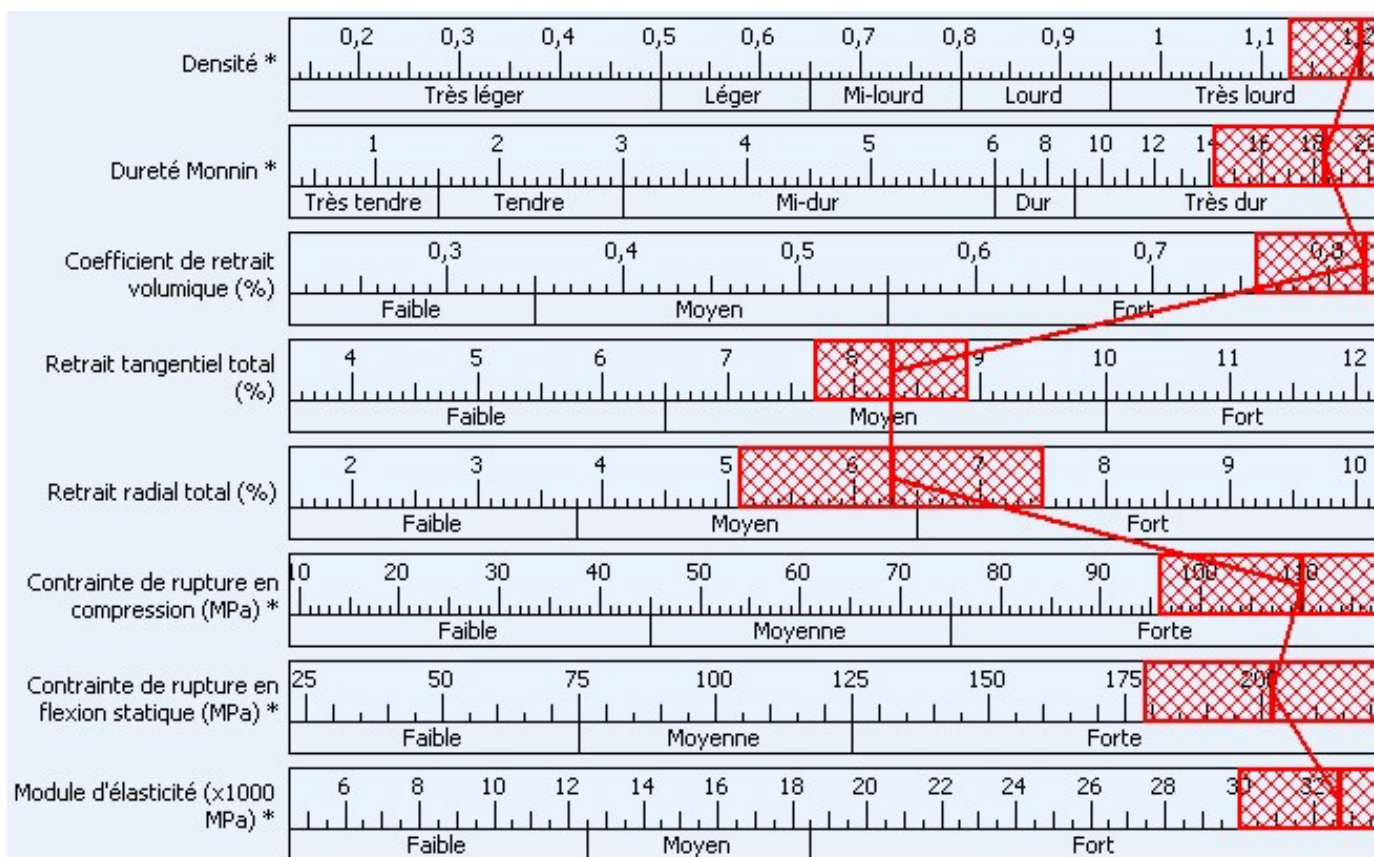 0,2 0,3 0,4 0,5 0,6 0,7 0,8 0,9 1 1,1 1,2
Densité *
Très léger Léger Mi-lourd Lourd Très lourd
1 2 3 4 5 6 8 10 12 14 16 18 20
Dureté Monnin *
Très tendre Tendre Mi-dur Dur Très dur
0,3 0,4 0,5 0,6 0,7 0,8
Coefficient de retrait
volumique (%)
Faible Moyen Fort
4 5 6 7 8 9 10 11 12
Retrait tangentiel total
(%)
Faible Moyen Fort
2 3 4 5 6 7 8 9 10
Retrait radial total (%)
Faible Moyen Fort
10 20 30 40 50 60 70 80 90 100 110
Contrainte de rupture en
compression (MPa) *
Faible Moyenne Forte
25 50 75 100 125 150 175 200
Contrainte de rupture en
flexion statique (MPa) *
Faible Moyenne Forte
6 8 10 12 14 16 18 20 22 24 26 28 30 32
Module d'élasticité (x1000
MPa) *
Faible Moyen Fort